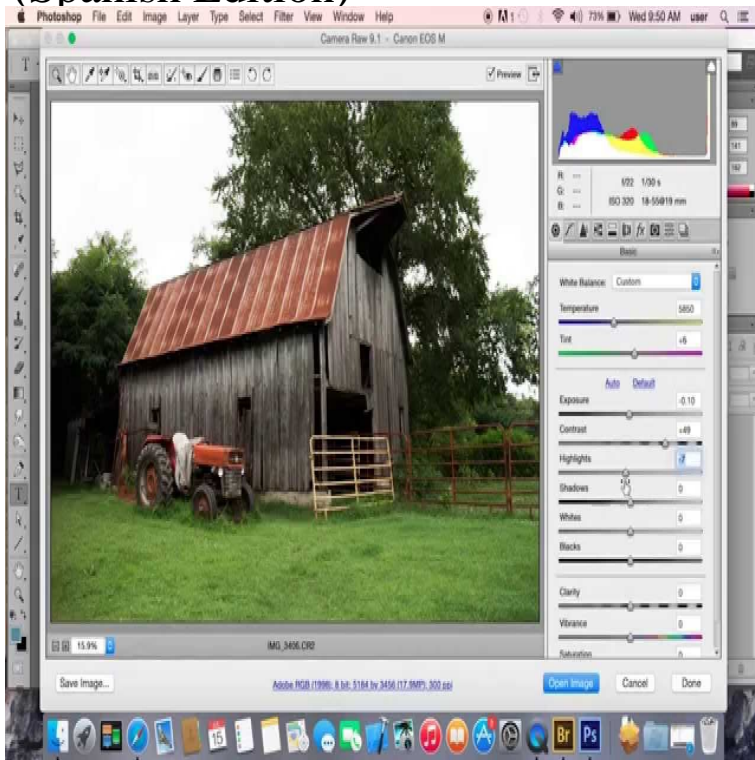 (Spanish Edition)
Photoshop File Edit Image Layer Type Select Filter View Window Help 73% Wed 9:50 AM user
Camera Raw 9.1 - Canon EOS M
Preview
R: ---
G: ---
B: ---
f/22 1/30 s
ISO 320 18-55@19 mm
Basic
White Balance: Custom
Temperature 5850
Tint +6
Auto Default
Exposure -0.10
Contrast +49
Highlights -7
Shadows 0
Whites 0
Blacks 0
Clarity 0
Vibrance 0
Saturation 0
15.9% IMG_3406.CR2
Save Image... Adobe RGB (1998); 8 bit; 5184 by 3456 (17.9MP); 300 ppi Open Image Cancel Done
15 Br Ps